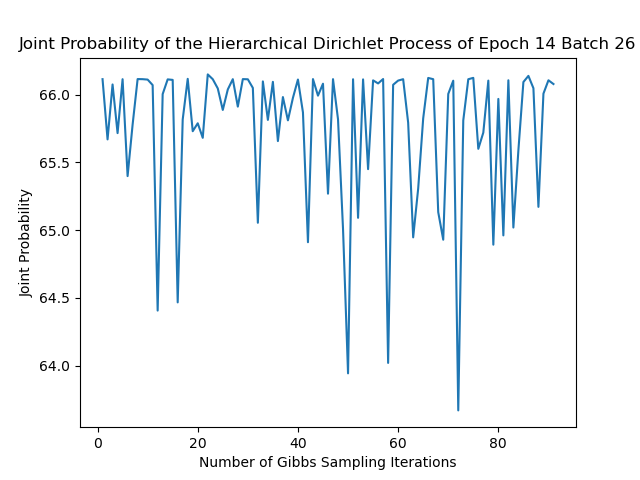 Joint Probability of the Hierarchical Dirichlet Process of Epoch 14 Batch 26
66.0
65.5
65.0
64.5
64.0
Joint Probability
0 20 40 60 80
Number of Gibbs Sampling Iterations